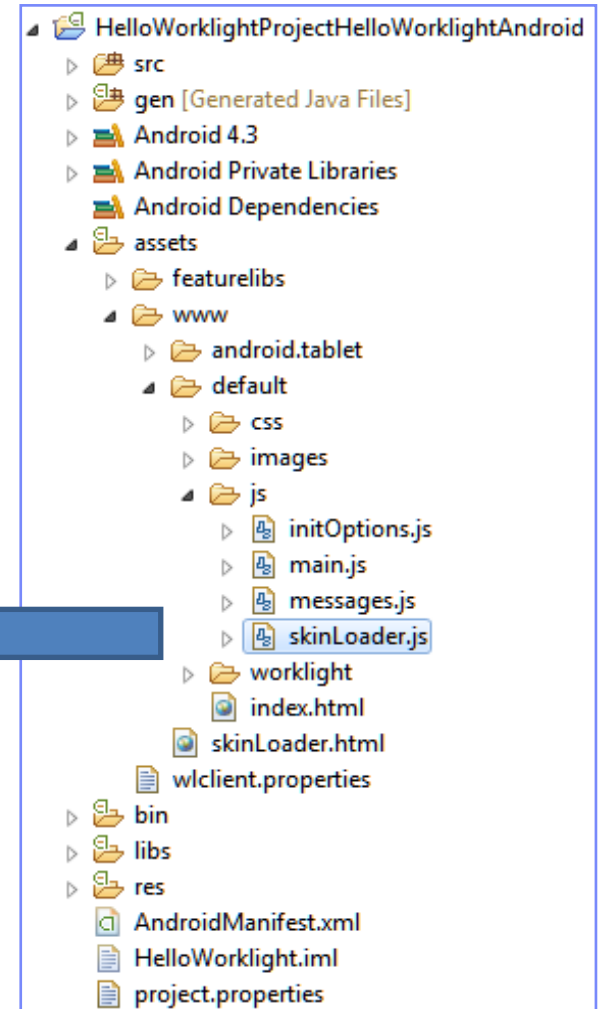 HelloWorklightProjectHelloWorklightAndroid
src
gen [Generated Java Files]
Android 4.3
Android Private Libraries
Android Dependencies
assets
featurelibs
www
android.tablet
default
css
images
js
initOptions.js
main.js
messages.js
skinLoader.js
worklight
index.html
skinLoader.html
wlclient.properties
bin
libs
res
AndroidManifest.xml
HelloWorklight.iml
project.properties